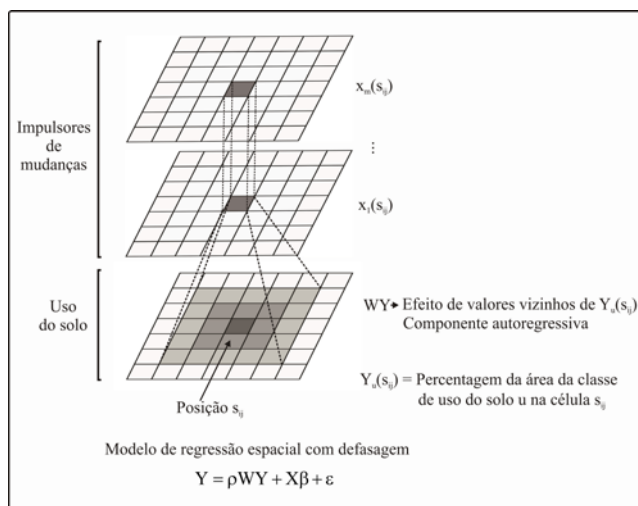 Impulsores
de
mudanças
x_m(s_ij)
⋮
x_1(s_ij)
Uso
do solo
WY▸ Efeito de valores vizinhos de Y_u(s_ij)
Componente autoregressiva
Y_u(s_ij) = Percentagem da área da classe
de uso do solo u na célula s_ij
Posição s_ij
Modelo de regressão espacial com defasagem
Y = ρWY + Xβ + ε